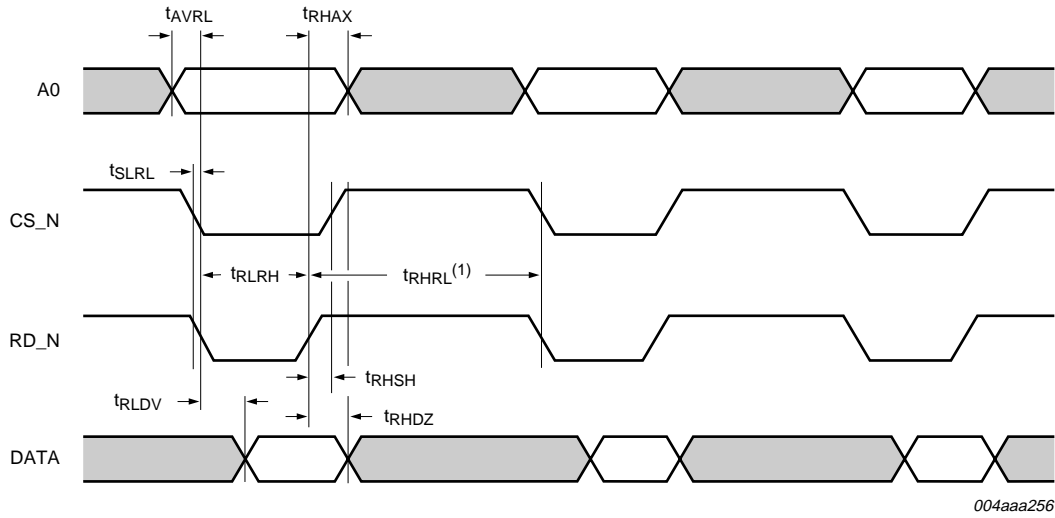 tAVRL
tRHAX
A0
tSLRL
CS_N
tRLRH
tRHRL(1)
RD_N
tRHSH
tRLDV
tRHDZ
DATA
004aaa256